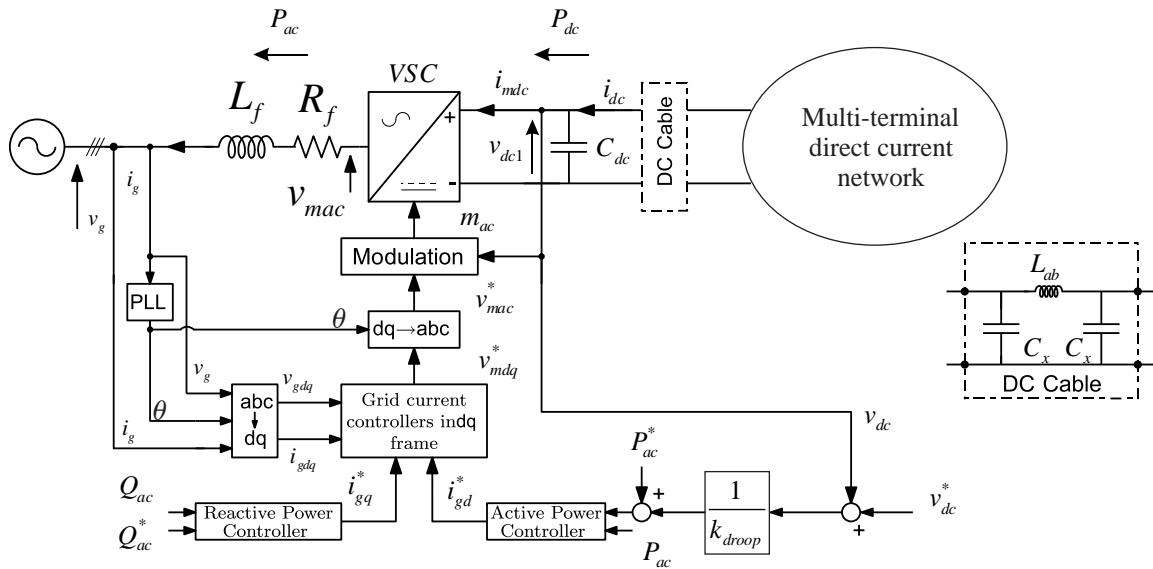 P_ac
P_dc
VSC
L_f
R_f
i_mdc
i_dc
+
-
v_dc1
C_dc
DC Cable
Multi-terminal
direct current
network
i_g
v_g
v_mac
m_ac
Modulation
v*_mac
PLL
θ
dq→abc
v*_mdq
L_ab
C_x
C_x
DC Cable
v_g
θ
i_g
abc
dq
v_gdq
i_gdq
Grid current
controllers indq
frame
v_dc
P*_ac
i*_gq
i*_gd
Q_ac
Q*_ac
Reactive Power
Controller
Active Power
Controller
+
P_ac
1
k_droop
+
v*_dc